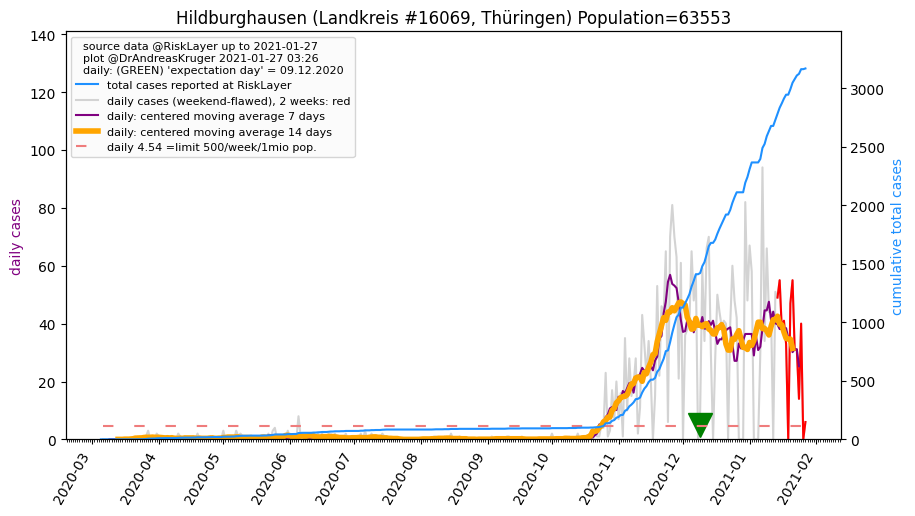 Hildburghausen (Landkreis #16069, Thüringen) Population=63553
source data @RiskLayer up to 2021-01-27
plot @DrAndreasKruger 2021-01-27 03:26
daily: (GREEN) 'expectation day' = 09.12.2020
total cases reported at RiskLayer
daily cases (weekend-flawed), 2 weeks: red
daily: centered moving average 7 days
daily: centered moving average 14 days
daily 4.54 =limit 500/week/1mio pop.
daily cases
140
120
100
80
60
40
20
0
cumulative total cases
3000
2500
2000
1500
1000
500
0
2020-03
2020-04
2020-05
2020-06
2020-07
2020-08
2020-09
2020-10
2020-11
2020-12
2021-01
2021-02